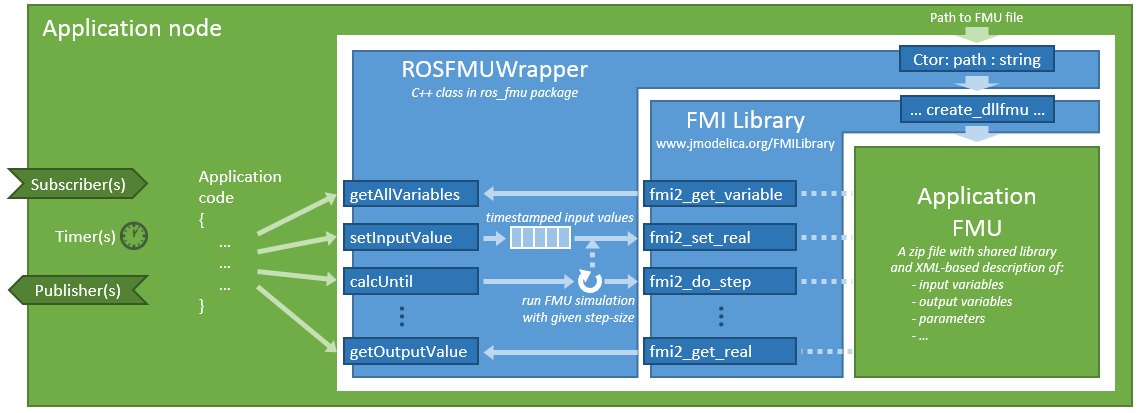 Application node
Path to FMU file
Ctor: path : string
ROSFMUWrapper
C++ class in ros_fmu package
... create_dllfmu ...
FMI Library
www.jmodelica.org/FMILibrary
Subscriber(s)
Timer(s)
Publisher(s)
Application
code
{
...
...
...
}
getAllVariables
setInputValue
calcUntil
getOutputValue
timestamped input values
run FMU simulation
with given step-size
fmi2_get_variable
fmi2_set_real
fmi2_do_step
fmi2_get_real
Application
FMU
A zip file with shared library
and XML-based description of:
- input variables
- output variables
- parameters
- ...